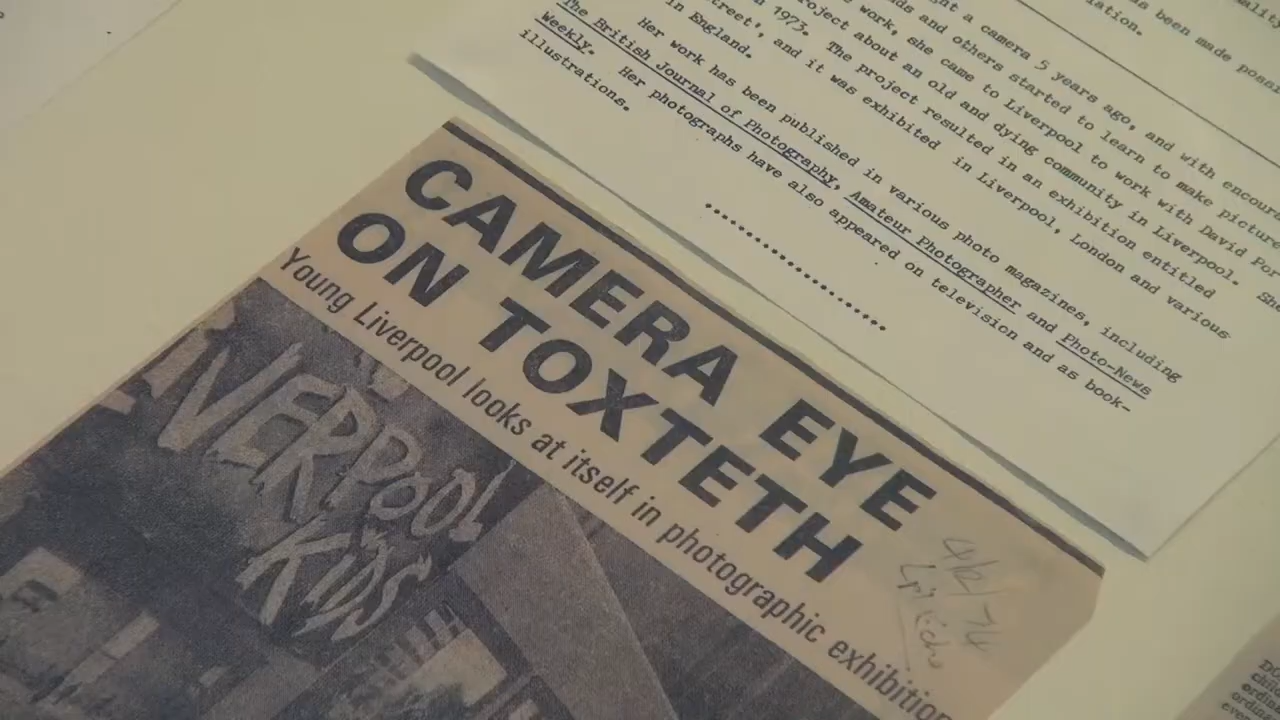 ality
has been made possi
iation.
ht a camera 5 years ago, and with encour
ds and others started to learn to make picture
work, she came to Liverpool to work with David Por
n 1973. The project resulted in an exhibition entitled
roject about an old and dying community in Liverpool. Sh
treet', and it was exhibited in Liverpool, London and various
in England.
Her work has been published in various photo magazines, including
The British Journal of Photography, Amateur Photographer and Photo-News
Weekly. Her photographs have also appeared on television and as book-
illustrations.
CAMERA EYE
ON TOXTETH
Young Liverpool looks at itself in photographic exhibition
VERPOOL
KIDS